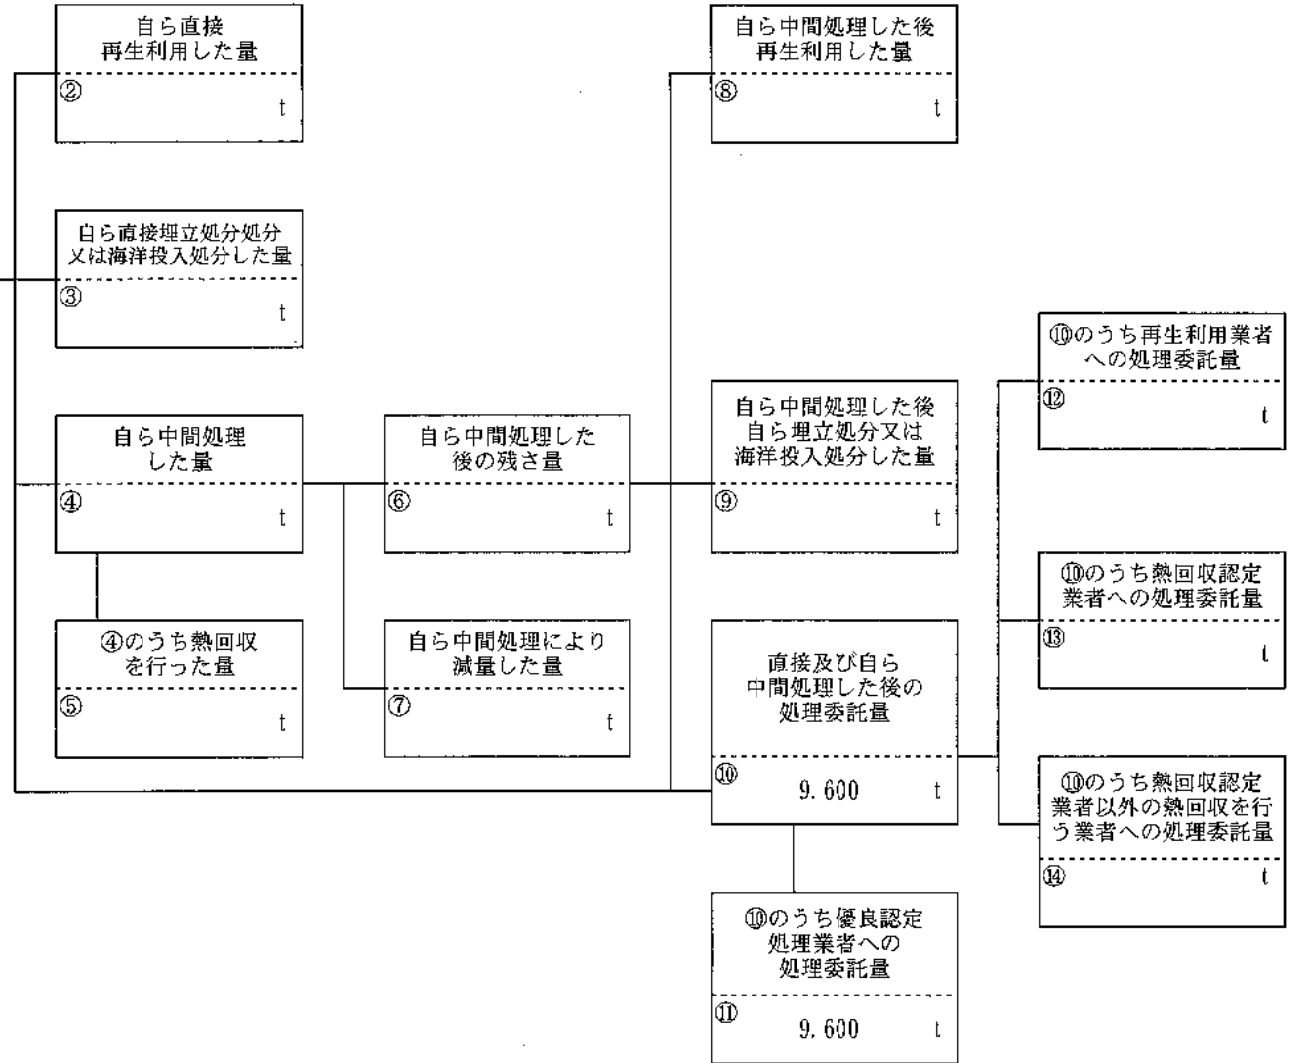 自ら直接
再生利用した量
②
t
自ら直接埋立処分処分
又は海洋投入処分した量
③
t
自ら中間処理
した量
④
t
④のうち熱回収
を行った量
⑤
t
自ら中間処理した
後の残さ量
⑥
t
自ら中間処理により
減量した量
⑦
t
自ら中間処理した後
再生利用した量
⑧
t
自ら中間処理した後
自ら埋立処分又は
海洋投入処分した量
⑨
t
直接及び自ら
中間処理した後の
処理委託量
⑩
9.600 t
⑩のうち優良認定
処理業者への
処理委託量
⑪
9.600 t
⑩のうち再生利用業者
への処理委託量
⑫
t
⑩のうち熱回収認定
業者への処理委託量
⑬
t
⑩のうち熱回収認定
業者以外の熱回収を行
う業者への処理委託量
⑭
t